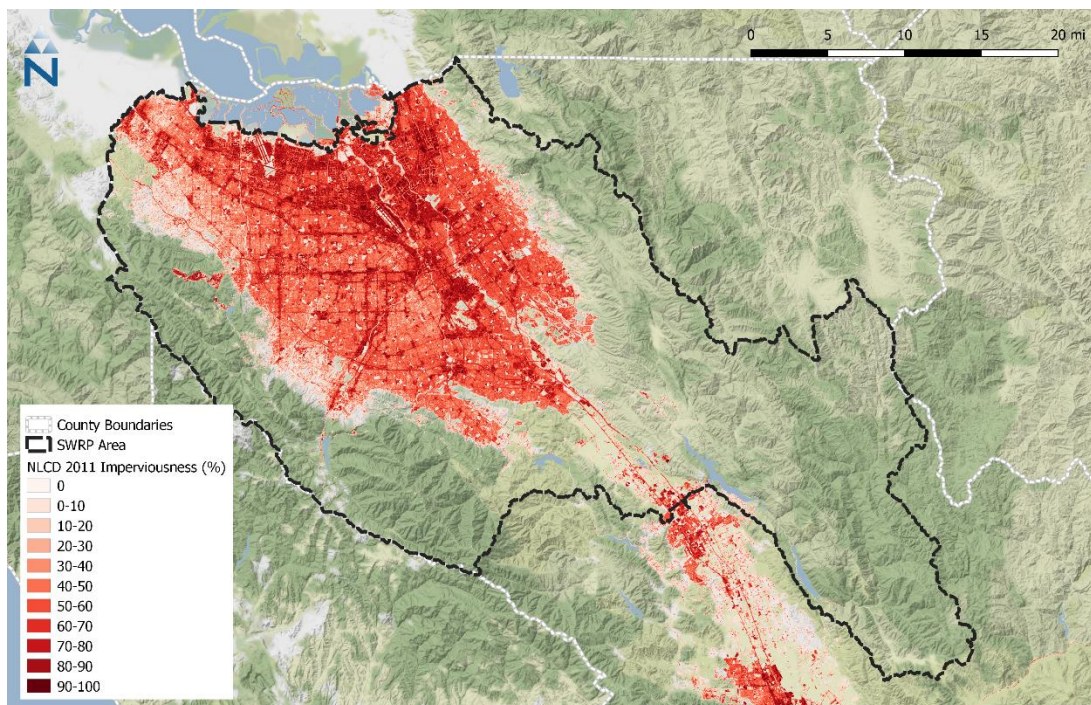 N
0 5 10 15 20 mi
County Boundaries
SWRP Area
NLCD 2011 Imperviousness (%)
0
0-10
10-20
20-30
30-40
40-50
50-60
60-70
70-80
80-90
90-100